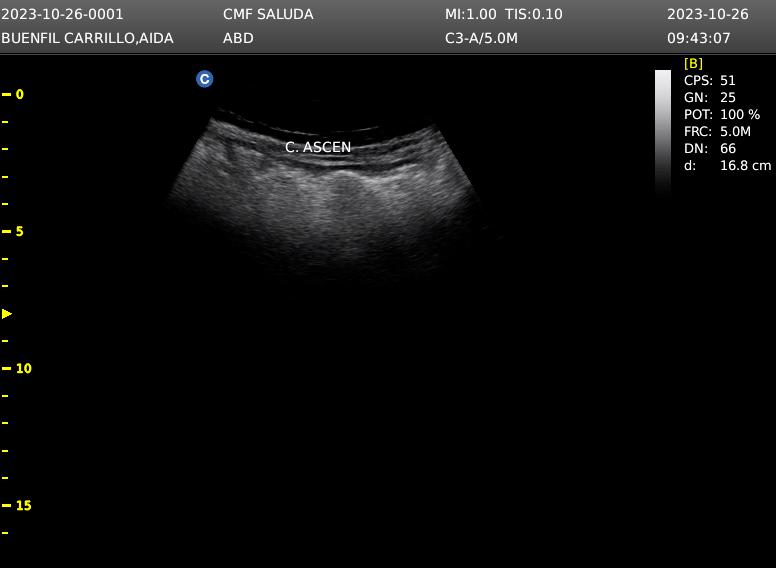 2023-10-26-0001 CMF SALUDA MI:1.00 TIS:0.10 2023-10-26
BUENFIL CARRILLO,AIDA ABD C3-A/5.0M 09:43:07
C
[B]
CPS: 51
GN: 25
POT: 100 %
FRC: 5.0M
DN: 66
d: 16.8 cm
C. ASCEN
0
5
10
15